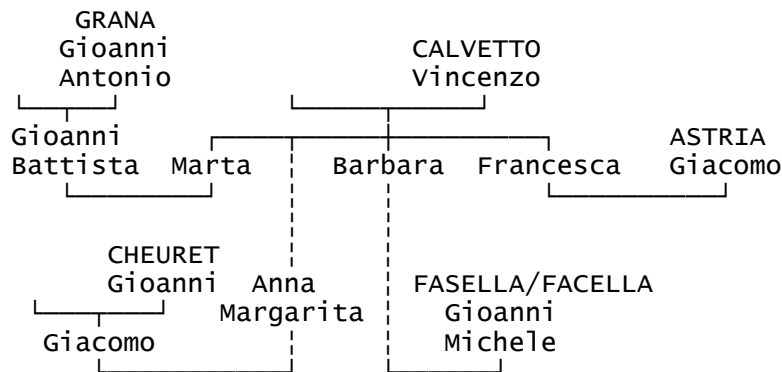 GRANA
Gioanni CALVETTO
Antonio Vincenzo
Gioanni ASTRIA
Battista Marta Barbara Francesca Giacomo
CHEURET
Gioanni Anna FASELLA/FACELLA
Margarita Gioanni
Giacomo Michele